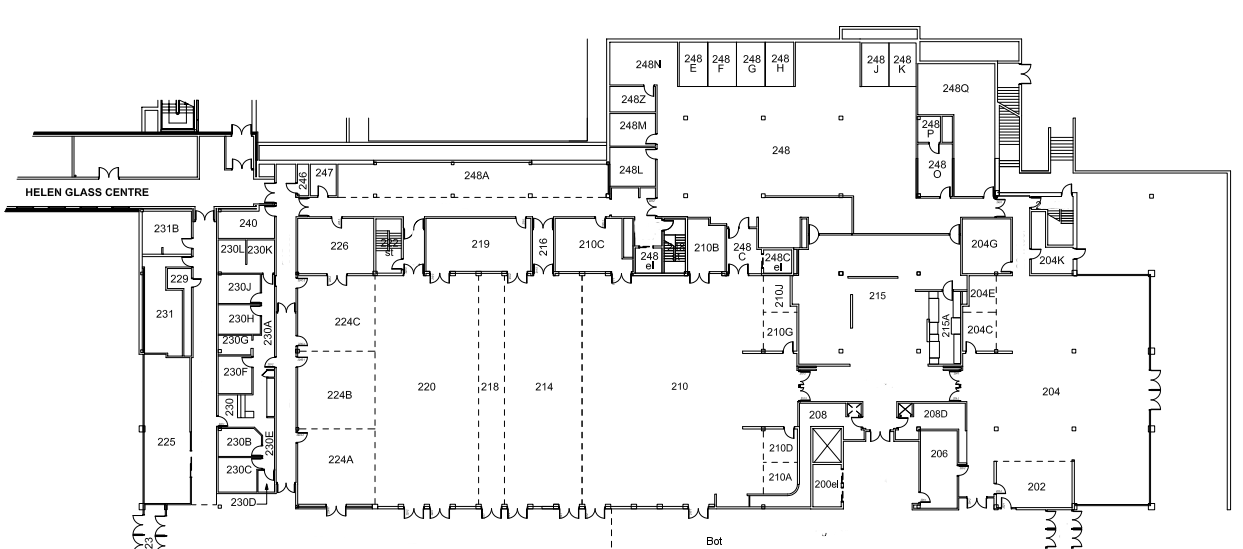 248N
248
E
248
F
248
G
248
H
248
J
248
K
248Q
248Z
248M
248
P
248
248L
248
O
246
247
248A
HELEN GLASS CENTRE
231B
240
226
219
216
210C
248
el
210B
248
C
248C
el
204G
204K
230L
230K
229
230J
231
230H
230A
230G
230F
230
224C
224B
224A
220
218
214
210
210J
210G
215
215A
204E
204C
204
208
208D
225
230B
230C
230E
230D
210D
210A
200el
206
202
23
Bot